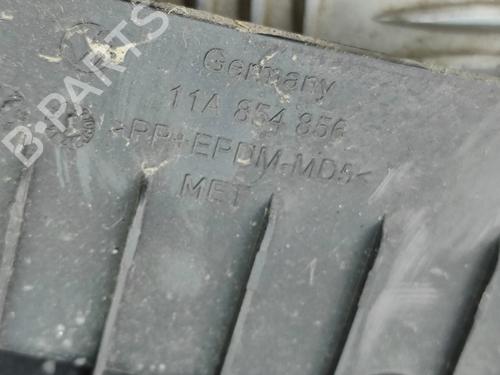 B-PARTS
Germany
11A 854 856
>PP+EPDM-MD5<
MET